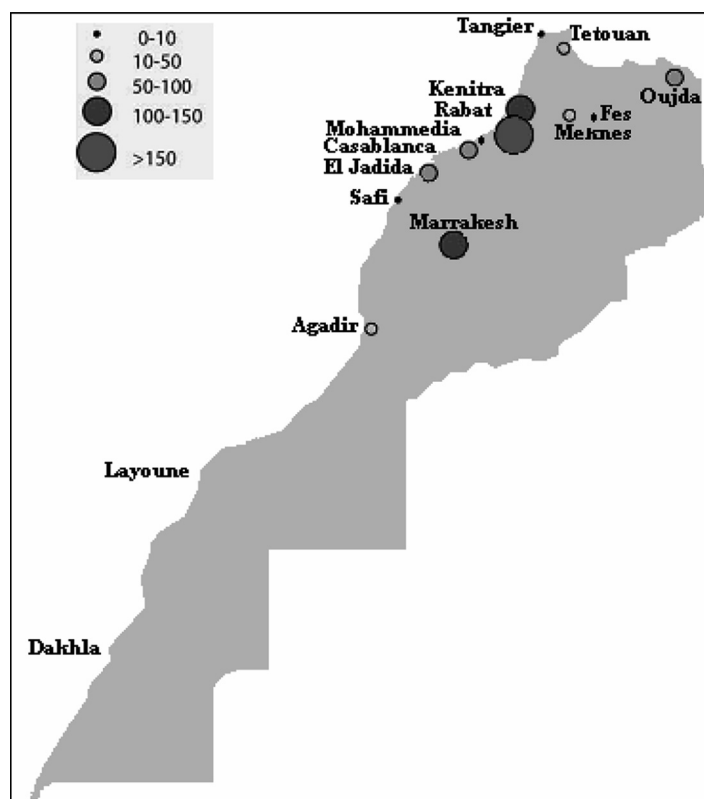 0-10
10-50
50-100
100-150
>150
Tangier
Tetouan
Kenitra
Oujda
Rabat
Fes
Mohammedia
Meknes
Casablanca
El Jadida
Safi
Marrakesh
Agadir
Layoune
Dakhla